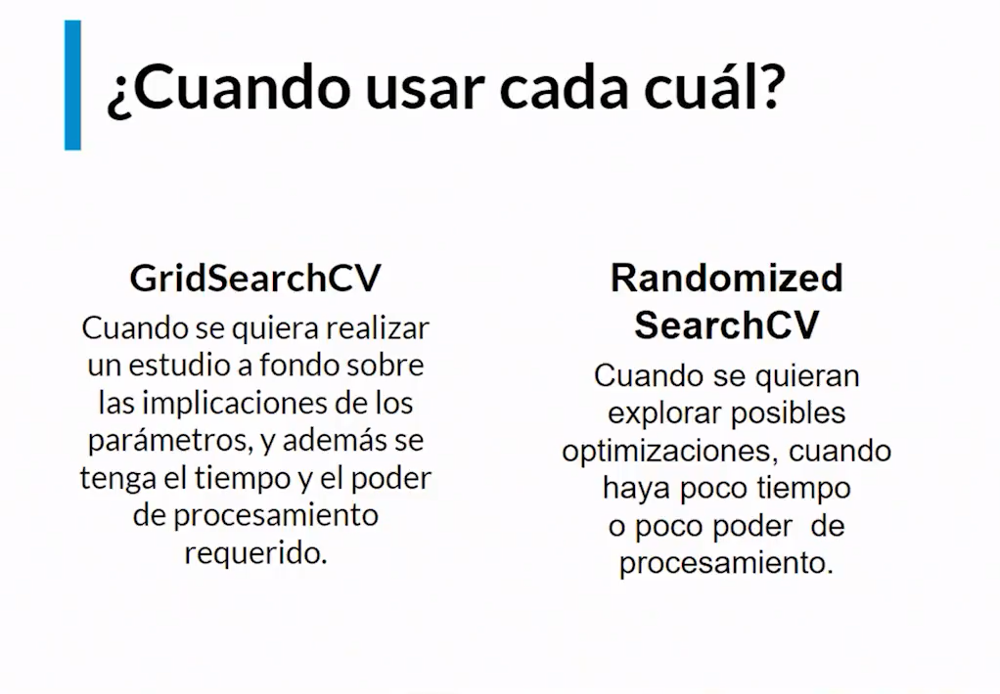 ¿Cuando usar cada cuál?
GridSearchCV
Cuando se quiera realizar
un estudio a fondo sobre
las implicaciones de los
parámetros, y además se
tenga el tiempo y el poder
de procesamiento
requerido.
Randomized
SearchCV
Cuando se quieran
explorar posibles
optimizaciones, cuando
haya poco tiempo
o poco poder  de
procesamiento.